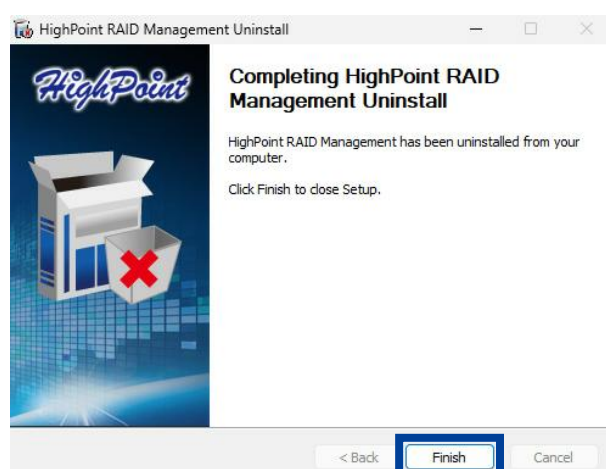 HighPoint RAID Management Uninstall
HighPoint
Completing HighPoint RAID
Management Uninstall
HighPoint RAID Management has been uninstalled from your
computer.
Click Finish to close Setup.
< Back
Finish
Cancel